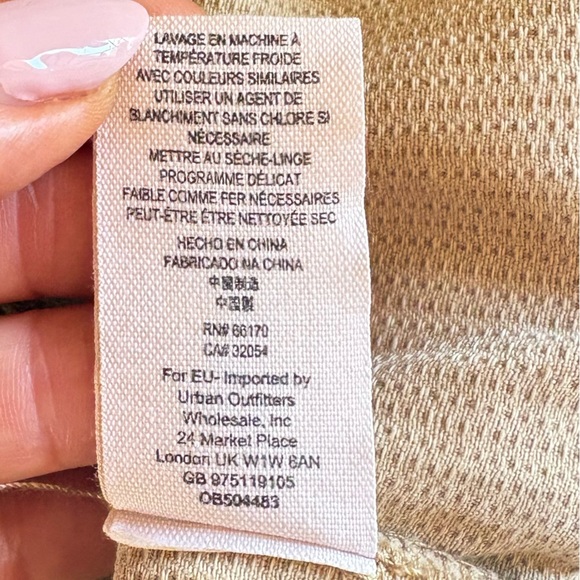 LAVAGE EN MACHINE À
TEMPÉRATURE FROIDE
AVEC COULEURS SIMILAIRES
UTILISER UN AGENT DE
BLANCHIMENT SANS CHLORE SI
NÉCESSAIRE
METTRE AU SÈCHE-LINGE
PROGRAMME DÉLICAT
FAIBLE COMME FER NÉCESSAIRES
PEUT-ÉTRE ÊTRE NETTOYÉE SEC
HECHO EN CHINA
FABRICADO NA CHINA
中國制造
中国製
RN# 66170
CA# 32054
For EU- Imported by
Urban Outfitters
Wholesale, Inc
24 Market Place
London UK W1W 8AN
GB 975119105
OB504483